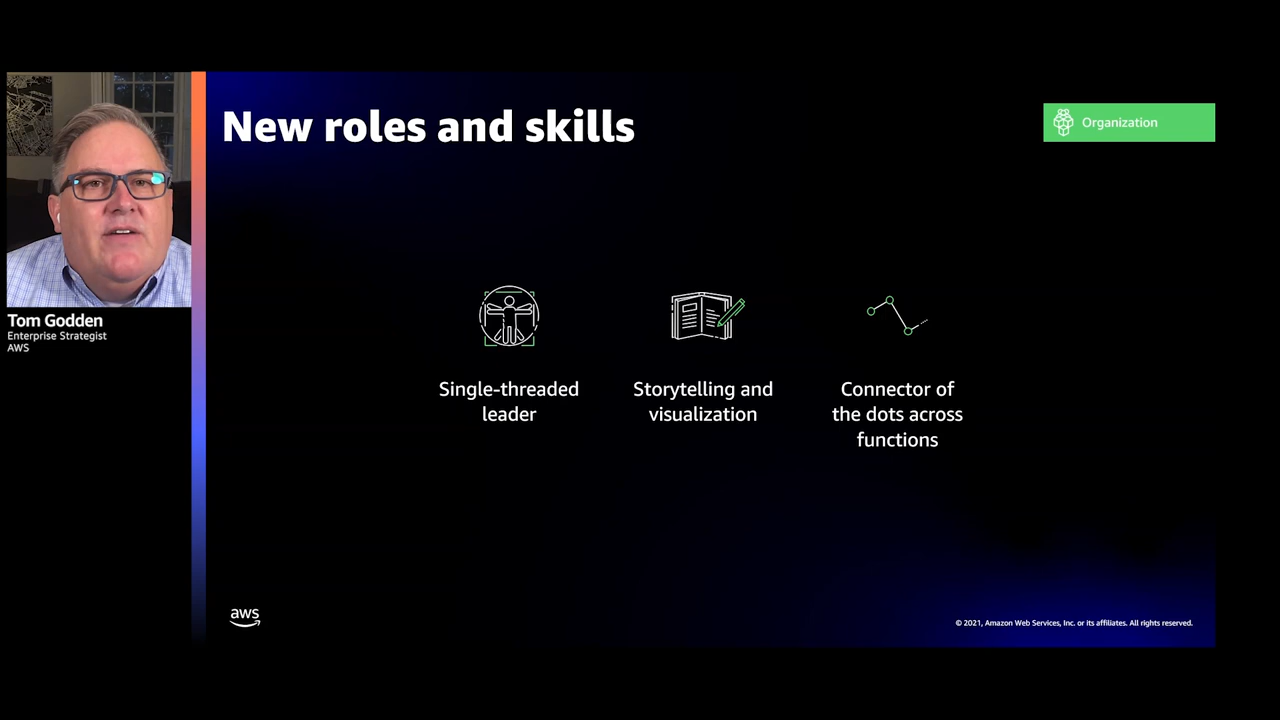 New roles and skills
Organization
Tom Godden
Enterprise Strategist
AWS
Single-threaded
leader
Storytelling and
visualization
Connector of
the dots across
functions
aws
© 2021, Amazon Web Services, Inc. or its affiliates. All rights reserved.